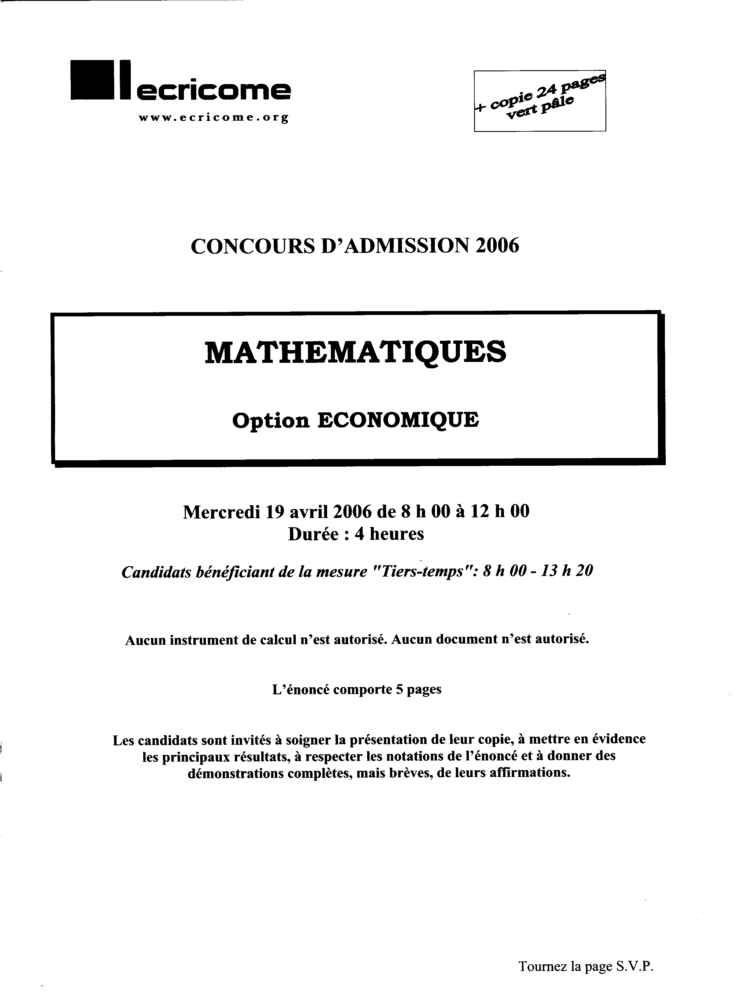 ecricome
www.ecricome.org
+ copie 24 pages
vert pâle
CONCOURS D'ADMISSION 2006
MATHEMATIQUES
Option ECONOMIQUE
Mercredi 19 avril 2006 de 8 h 00 à 12 h 00
Durée : 4 heures
Candidats bénéficiant de la mesure "Tiers-temps": 8 h 00 - 13 h 20
Aucun instrument de calcul n'est autorisé. Aucun document n'est autorisé.
L'énoncé comporte 5 pages
Les candidats sont invités à soigner la présentation de leur copie, à mettre en évidence
les principaux résultats, à respecter les notations de l'énoncé et à donner des
démonstrations complètes, mais brèves, de leurs affirmations.
Tournez la page S.V.P.